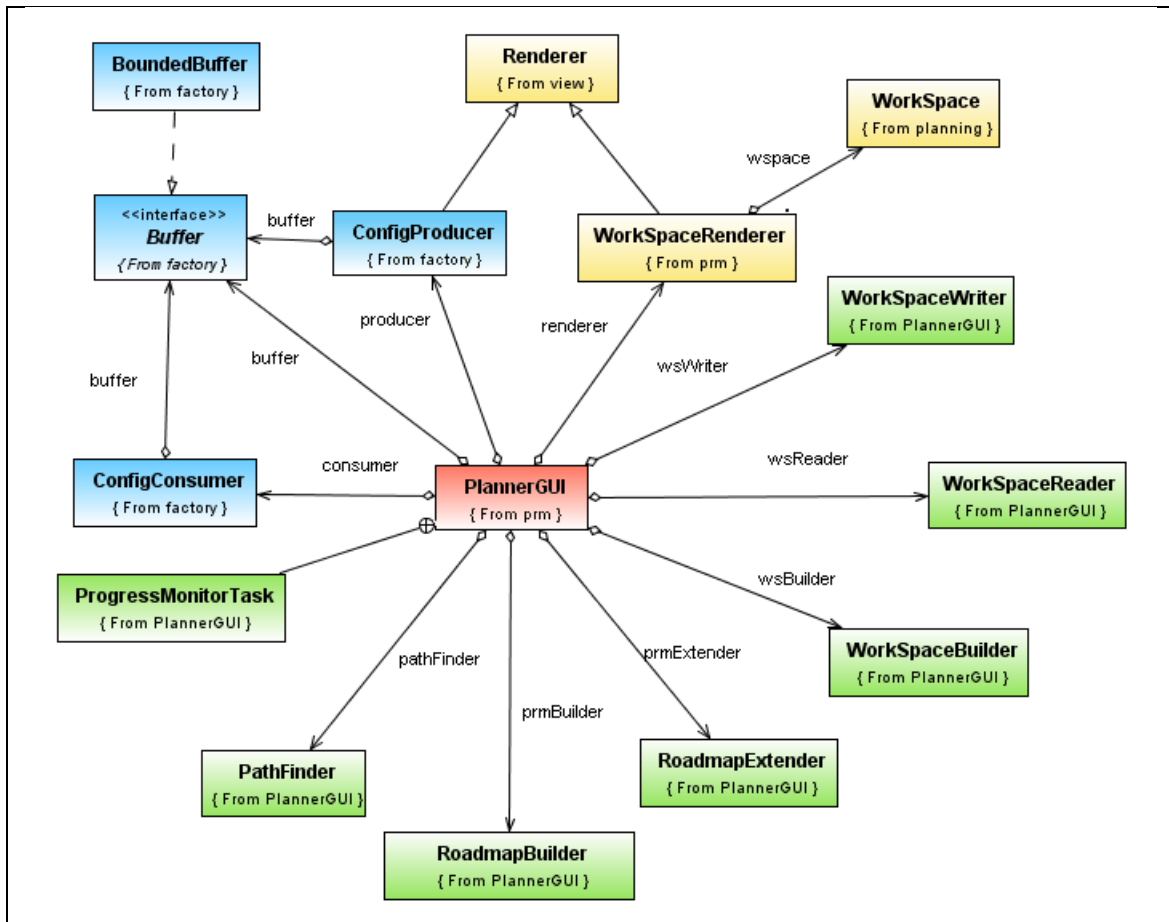 BoundedBuffer
{ From factory }
Renderer
{ From view }
WorkSpace
{ From planning }
wspace
<<interface>>
Buffer
{ From factory }
buffer
ConfigProducer
{ From factory }
WorkSpaceRenderer
{ From prm }
WorkSpaceWriter
{ From PlannerGUI }
producer
renderer
buffer
wsWriter
buffer
consumer
wsReader
ConfigConsumer
{ From factory }
PlannerGUI
{ From prm }
WorkSpaceReader
{ From PlannerGUI }
ProgressMonitorTask
{ From PlannerGUI }
wsBuilder
WorkSpaceBuilder
{ From PlannerGUI }
pathFinder
prmExtender
prmBuilder
PathFinder
{ From PlannerGUI }
RoadmapExtender
{ From PlannerGUI }
RoadmapBuilder
{ From PlannerGUI }